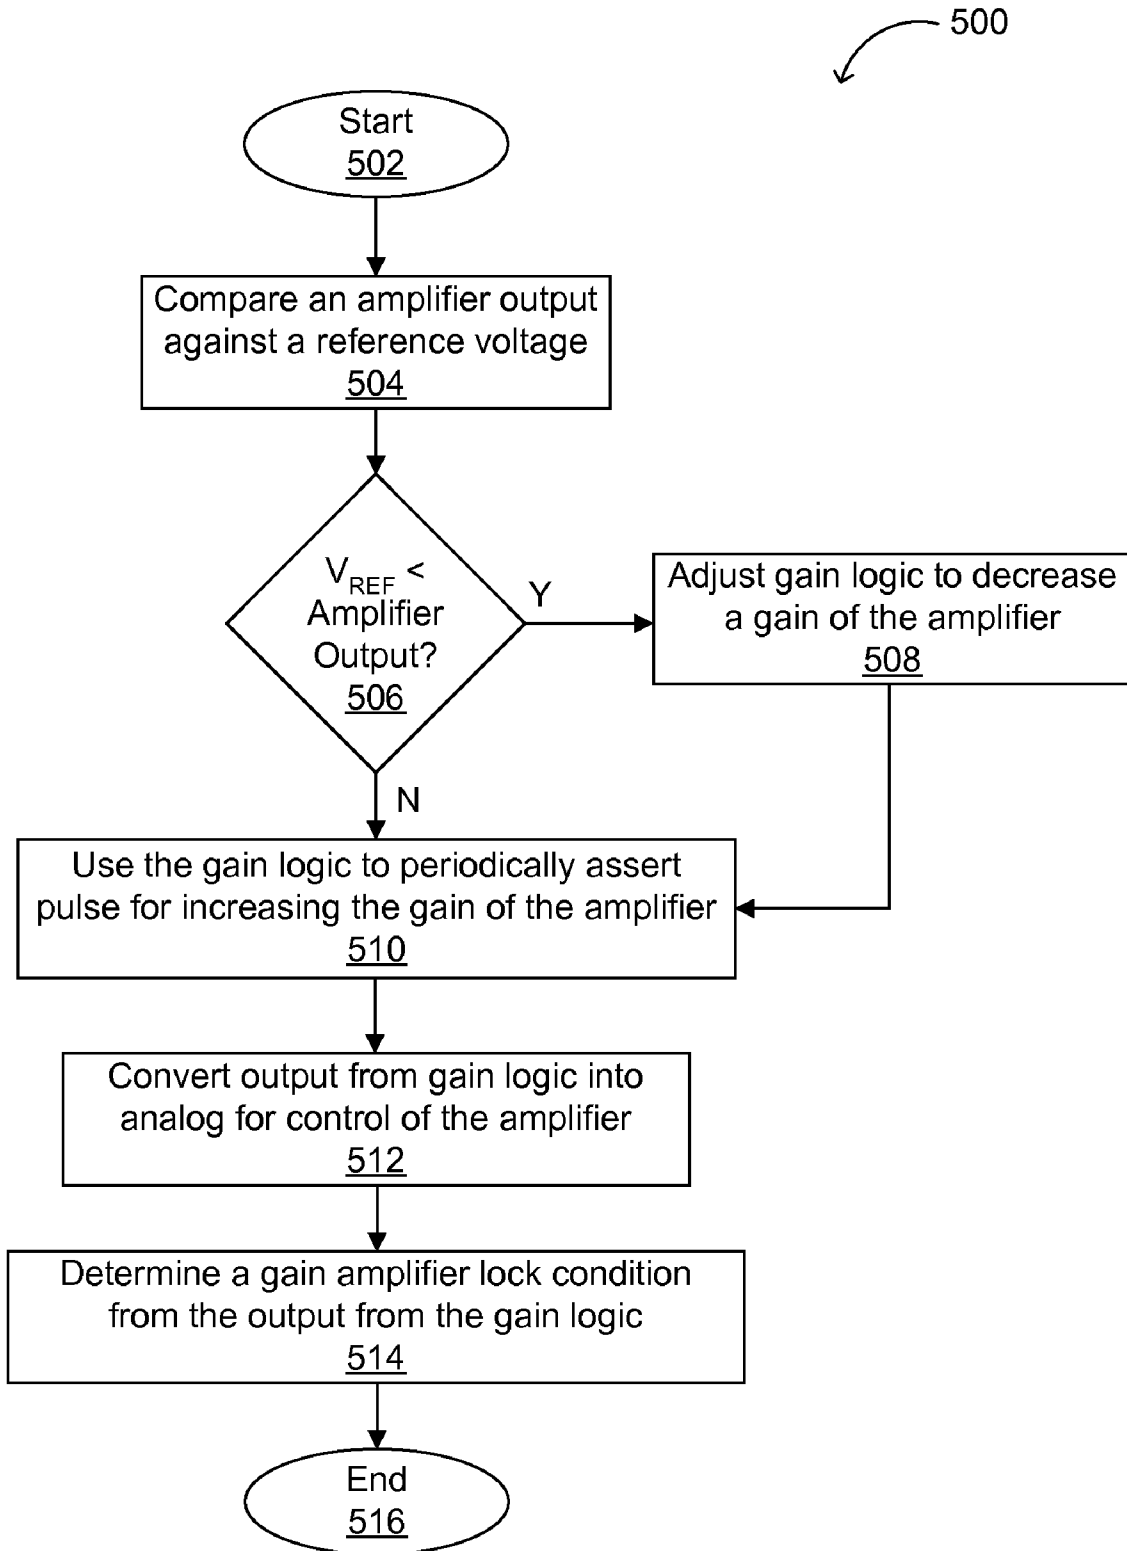 500
Start
502
Compare an amplifier output
against a reference voltage
504
VREF <
Amplifier
Output?
506
Y
Adjust gain logic to decrease
a gain of the amplifier
508
N
Use the gain logic to periodically assert
pulse for increasing the gain of the amplifier
510
Convert output from gain logic into
analog for control of the amplifier
512
Determine a gain amplifier lock condition
from the output from the gain logic
514
End
516